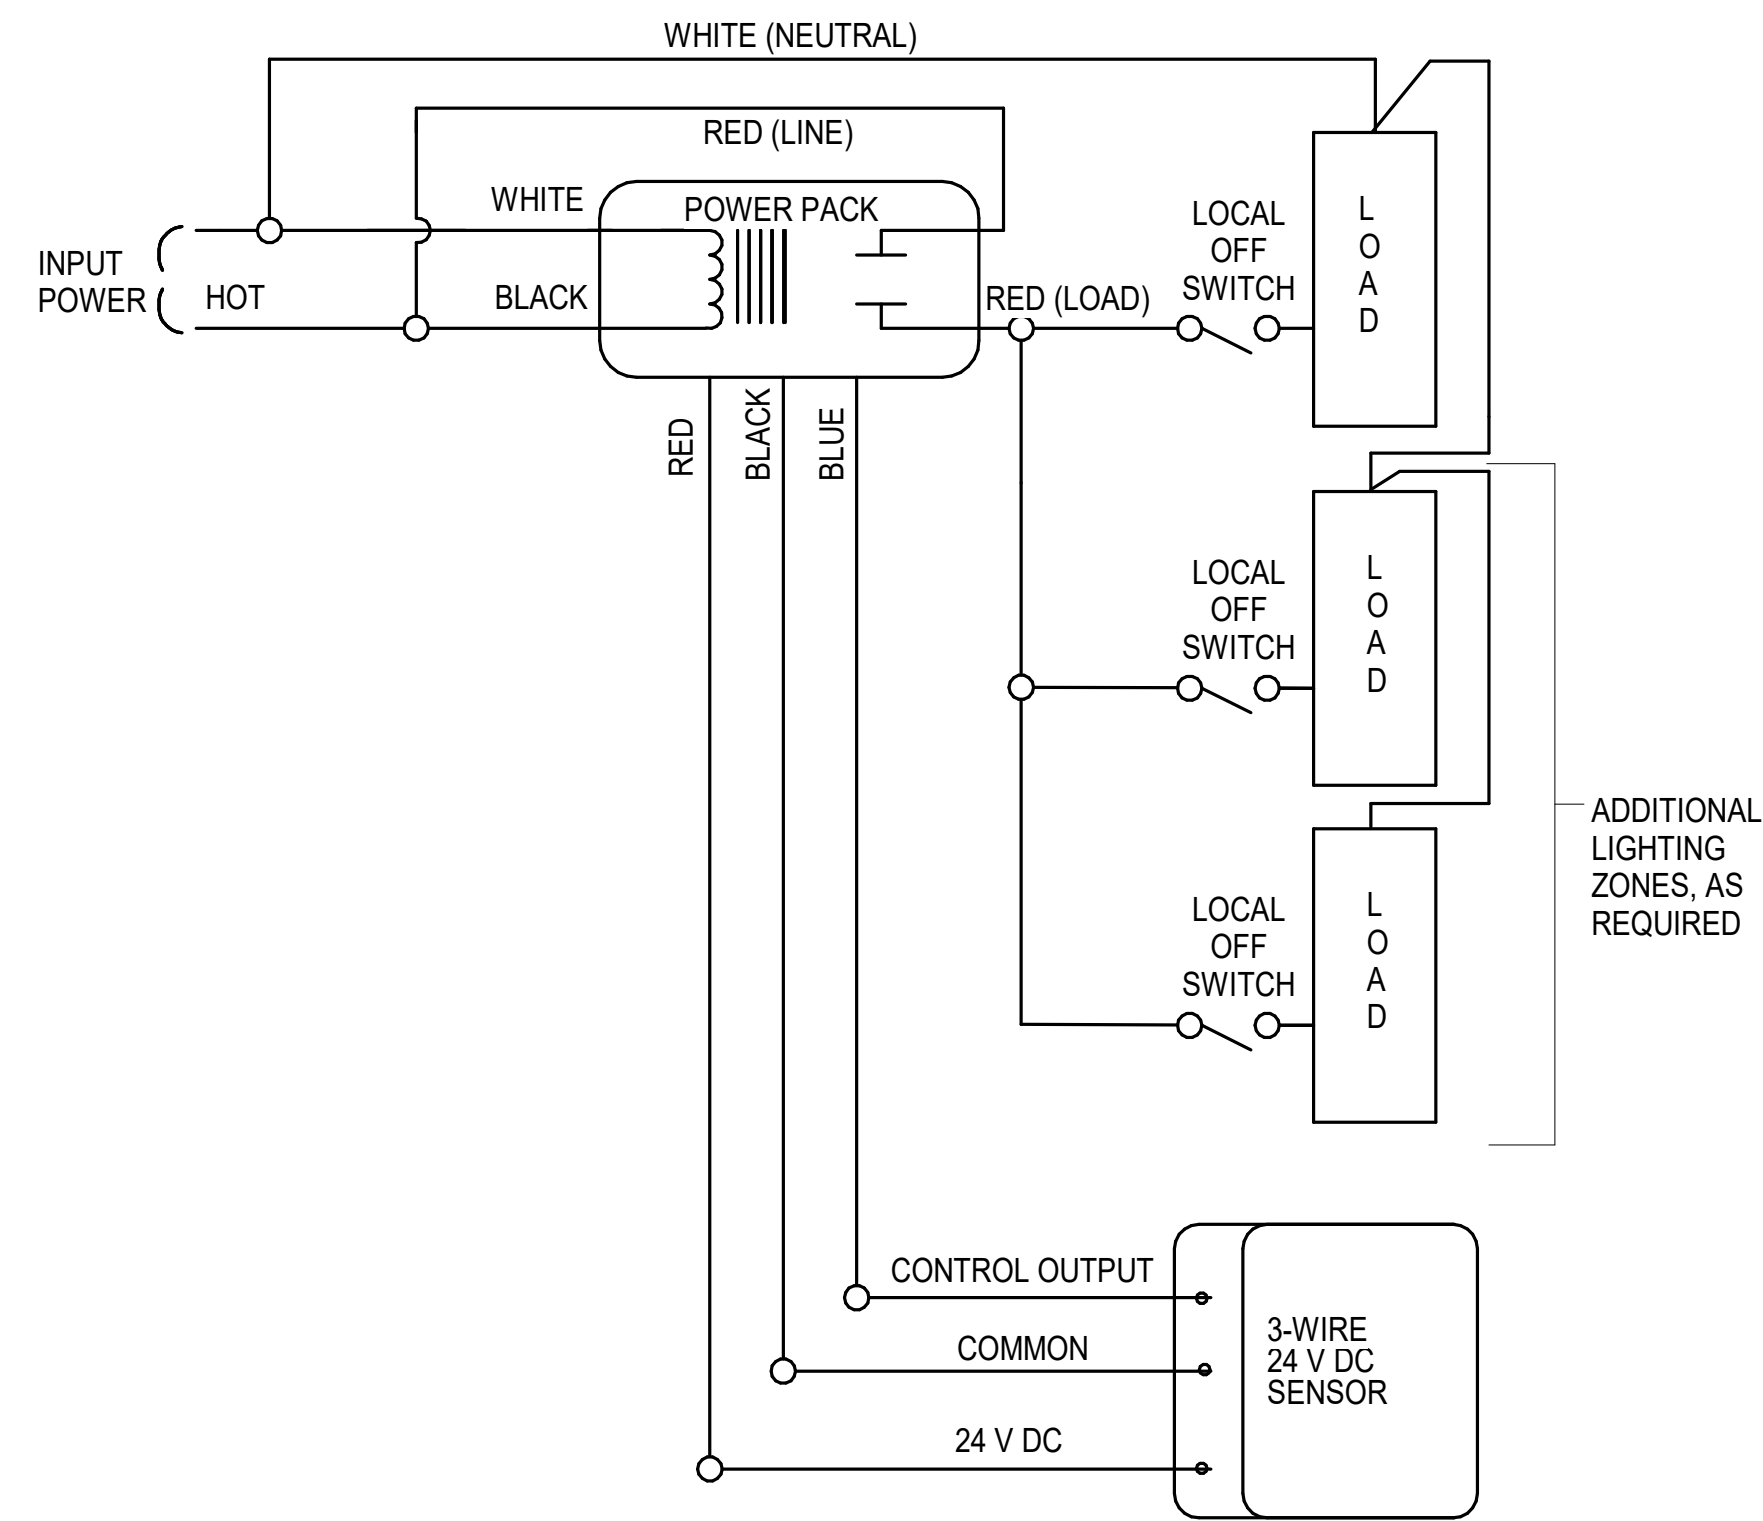 WHITE (NEUTRAL)
RED (LINE)
WHITE
POWER PACK
INPUT
POWER
HOT
BLACK
RED (LOAD)
LOCAL
OFF
SWITCH
L
O
A
D
RED
BLACK
BLUE
LOCAL
OFF
SWITCH
L
O
A
D
ADDITIONAL
LIGHTING
ZONES, AS
REQUIRED
LOCAL
OFF
SWITCH
L
O
A
D
CONTROL OUTPUT
COMMON
24 V DC
3-WIRE
24 V DC
SENSOR